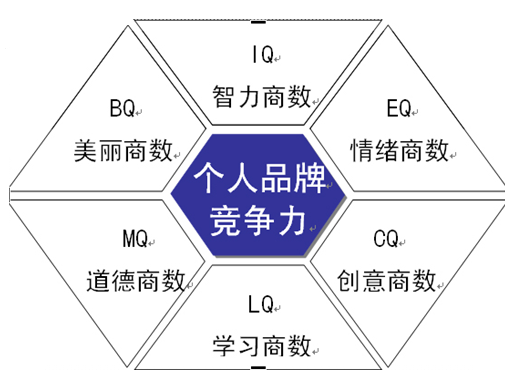 IQ
智力商数
BQ
美丽商数
EQ
情绪商数
个人品牌
竞争力
MQ
道德商数
CQ
创意商数
LQ
学习商数